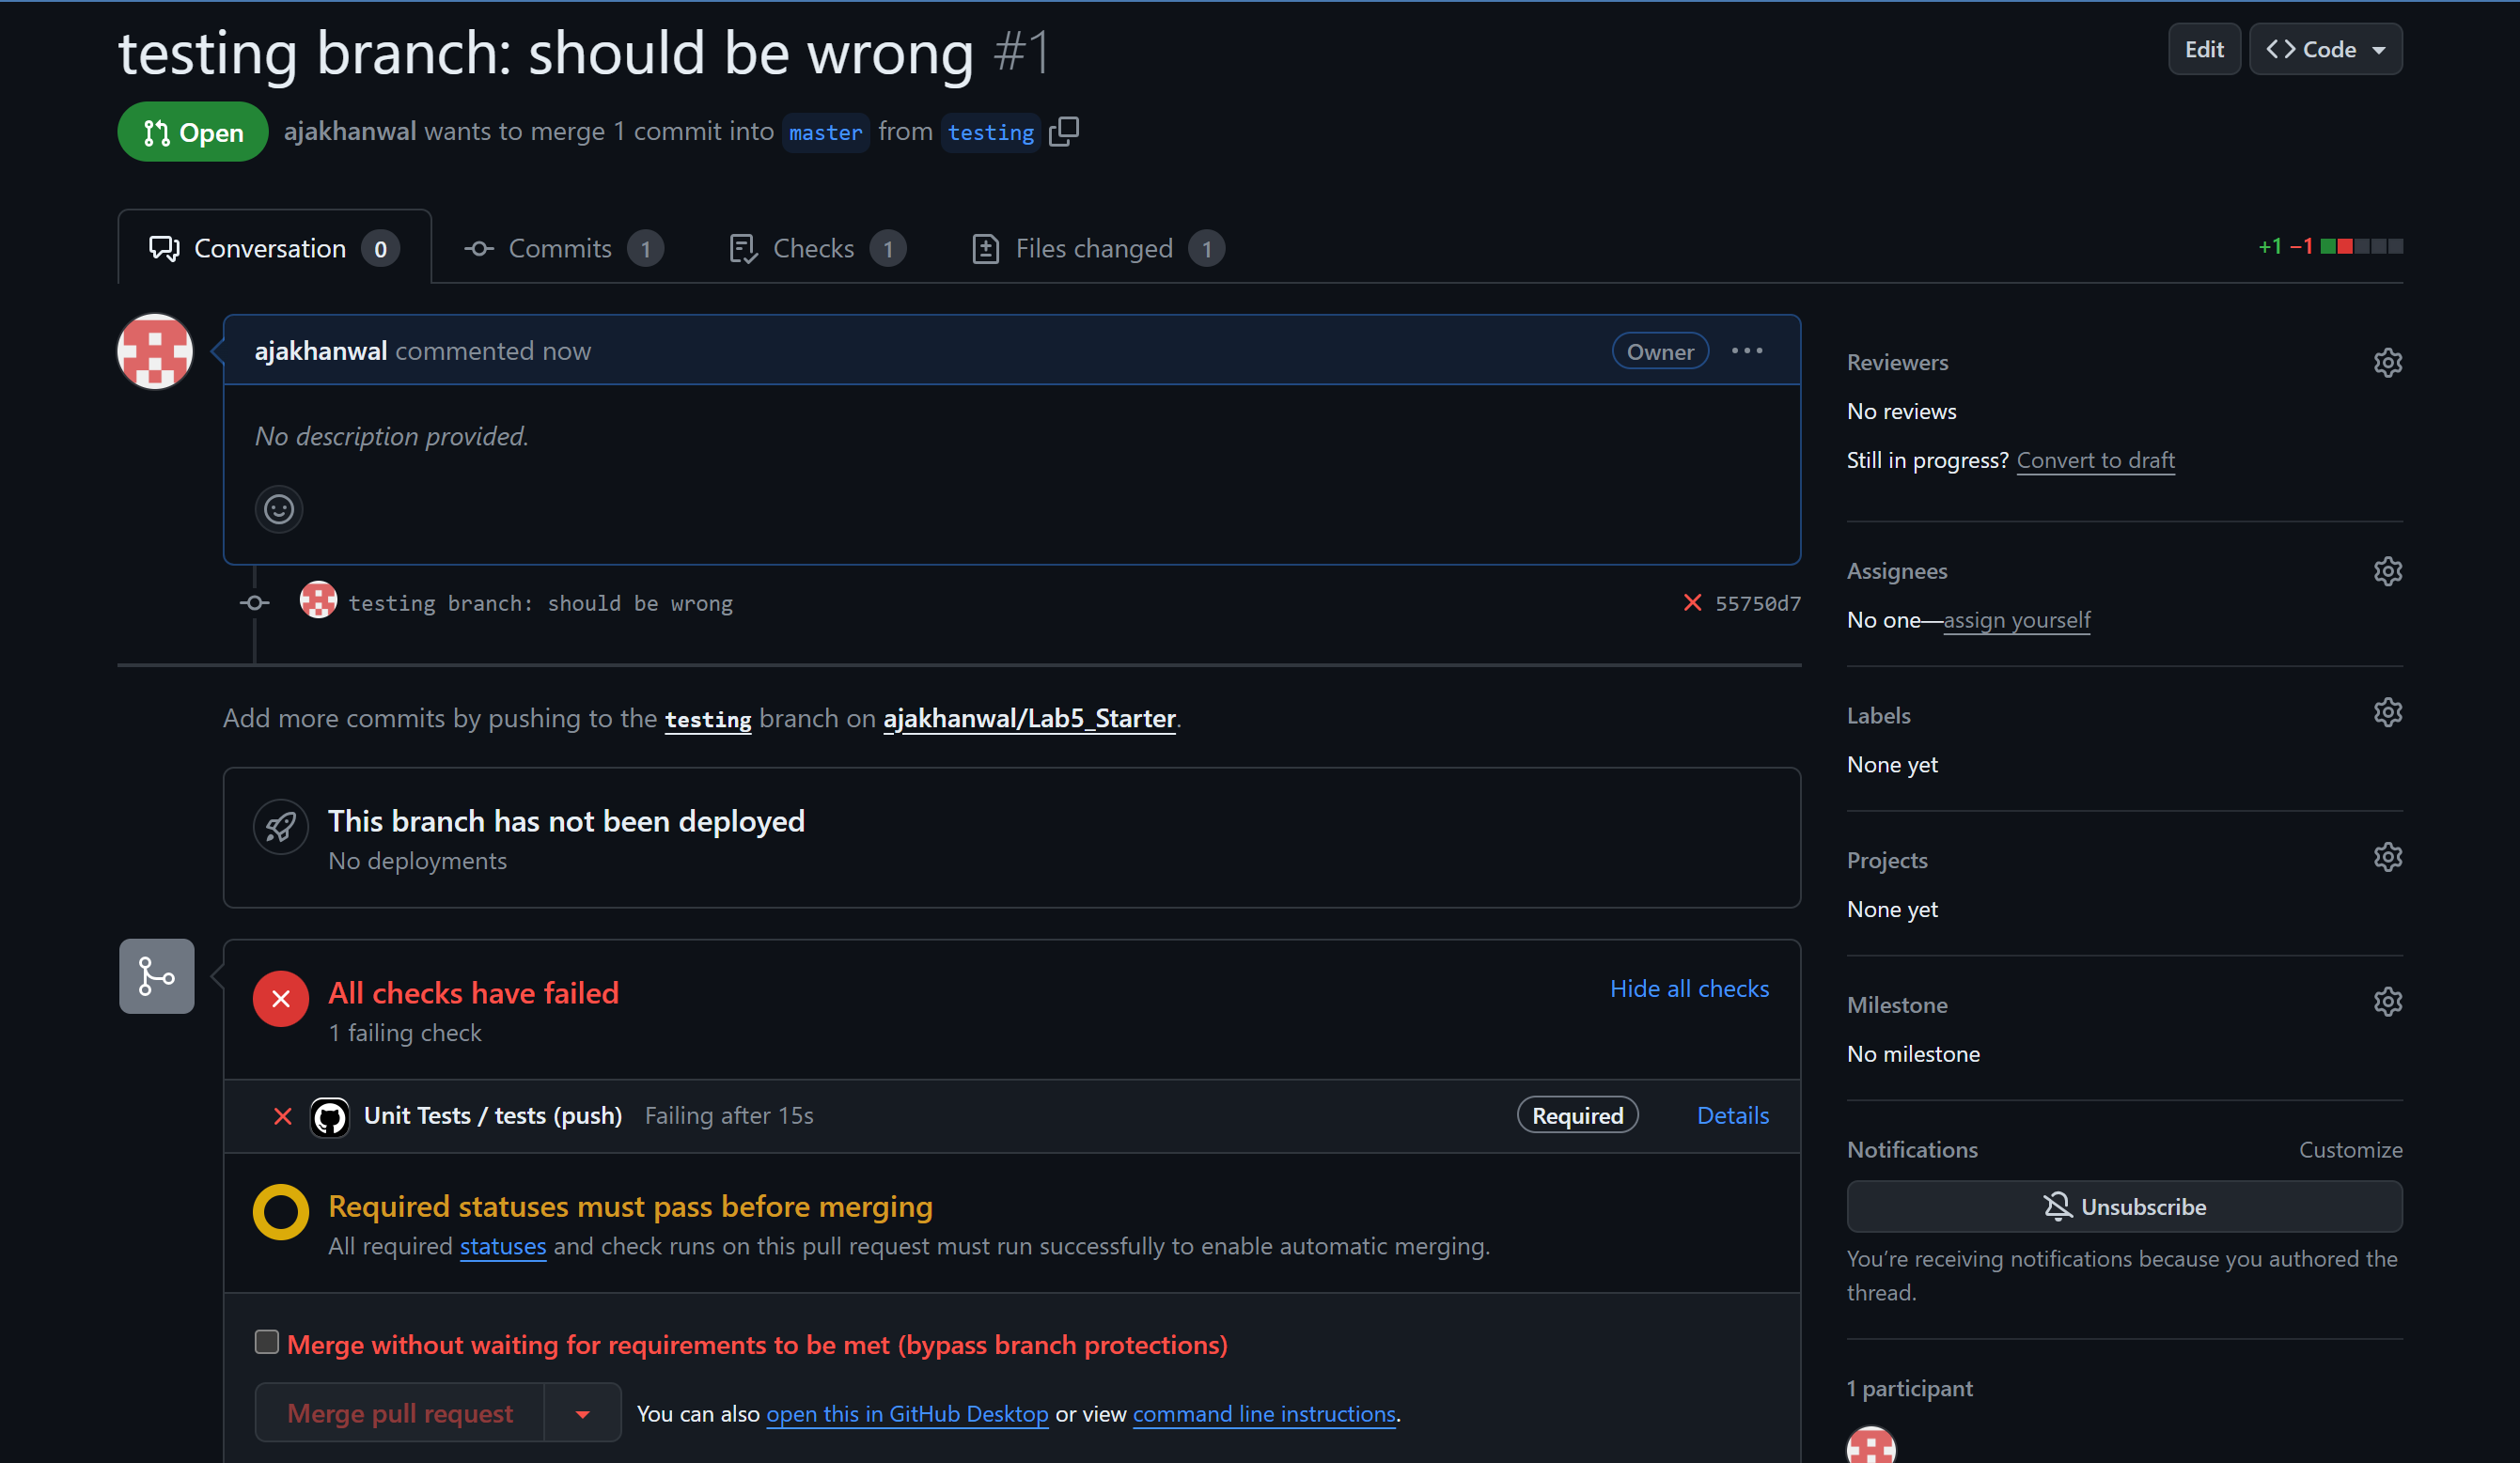 testing branch: should be wrong #1
Edit
Code
Open
ajakhanwal wants to merge 1 commit into master from testing
Conversation 0
Commits 1
Checks 1
Files changed 1
+1 −1
ajakhanwal commented now
Owner
No description provided.
testing branch: should be wrong
55750d7
Add more commits by pushing to the testing branch on ajakhanwal/Lab5_Starter.
This branch has not been deployed
No deployments
All checks have failed
1 failing check
Hide all checks
Unit Tests / tests (push) Failing after 15s
Required
Details
Required statuses must pass before merging
All required statuses and check runs on this pull request must run successfully to enable automatic merging.
Merge without waiting for requirements to be met (bypass branch protections)
Merge pull request
You can also open this in GitHub Desktop or view command line instructions.
Reviewers
No reviews
Still in progress? Convert to draft
Assignees
No one—assign yourself
Labels
None yet
Projects
None yet
Milestone
No milestone
Notifications
Customize
Unsubscribe
You’re receiving notifications because you authored the
thread.
1 participant